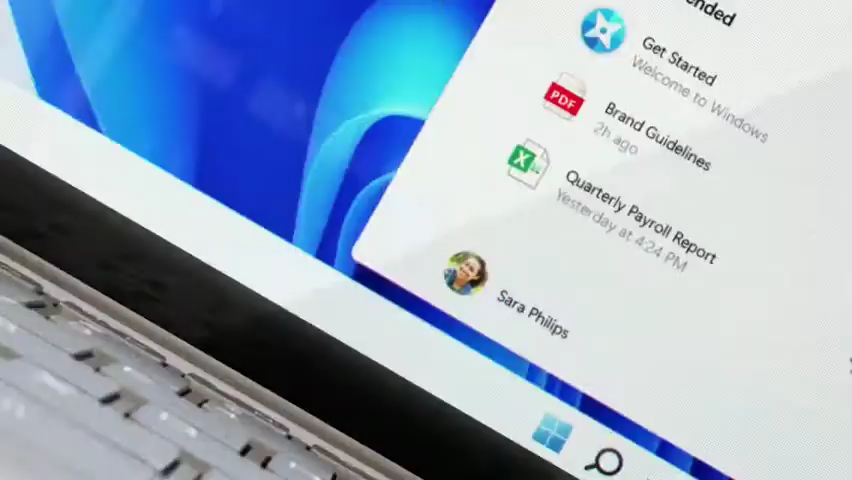 nded
Get Started
Welcome to Windows
PDF
Brand Guidelines
2h ago
X
Quarterly Payroll Report
Yesterday at 4:24 PM
Sara Philips